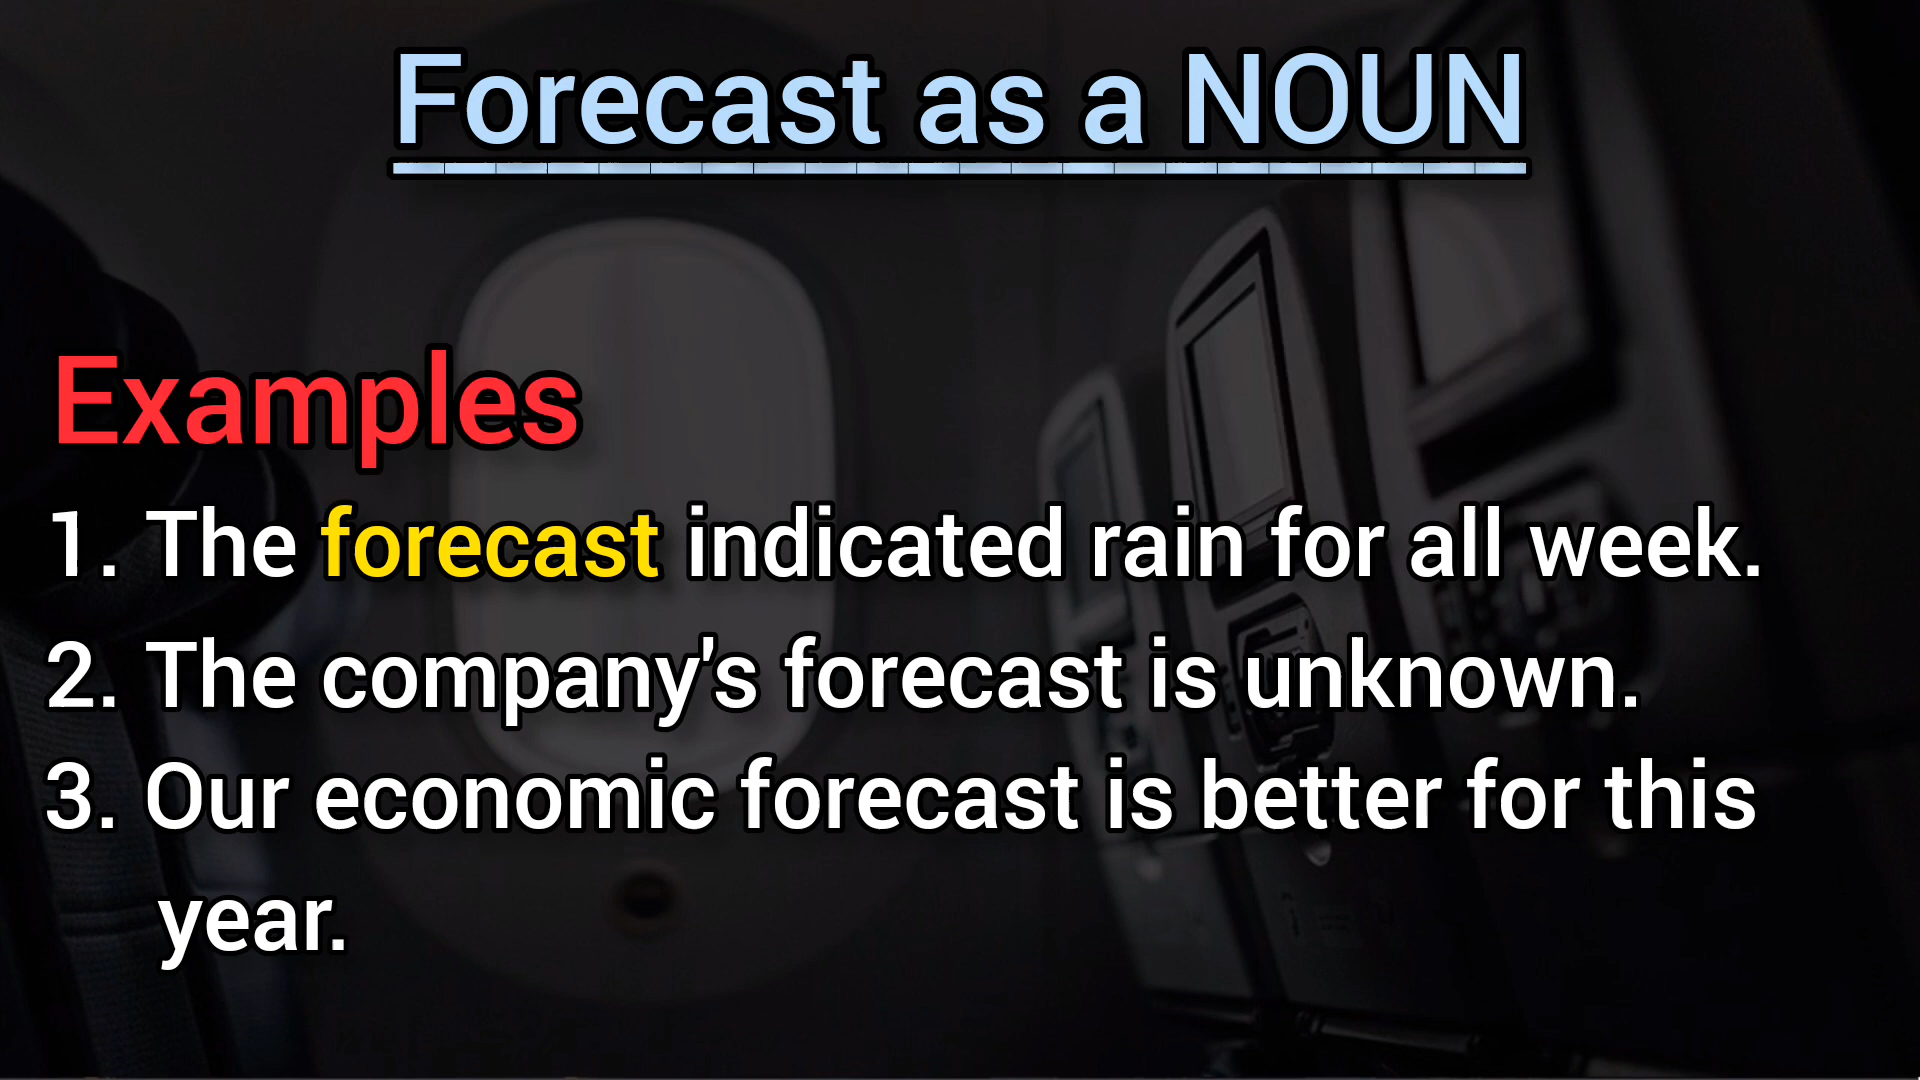 Forecast as a NOUN
Examples
1. The forecast indicated rain for all week.
2. The company's forecast is unknown.
3. Our economic forecast is better for this
year.